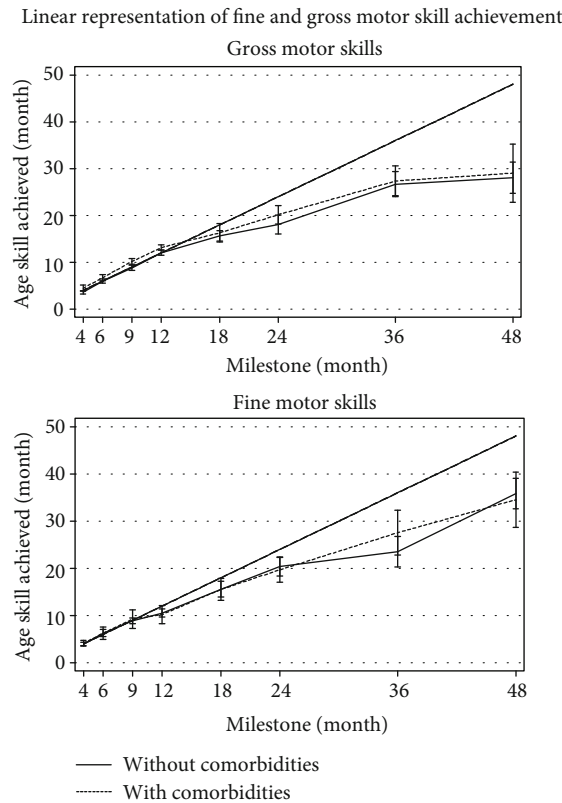 Linear representation of fine and gross motor skill achievement
Gross motor skills
50
40
30
20
10
0
Age skill achieved (month)
4 6 9 12 18 24 36 48
Milestone (month)
Fine motor skills
50
40
30
20
10
0
Age skill achieved (month)
4 6 9 12 18 24 36 48
Milestone (month)
Without comorbidities
With comorbidities